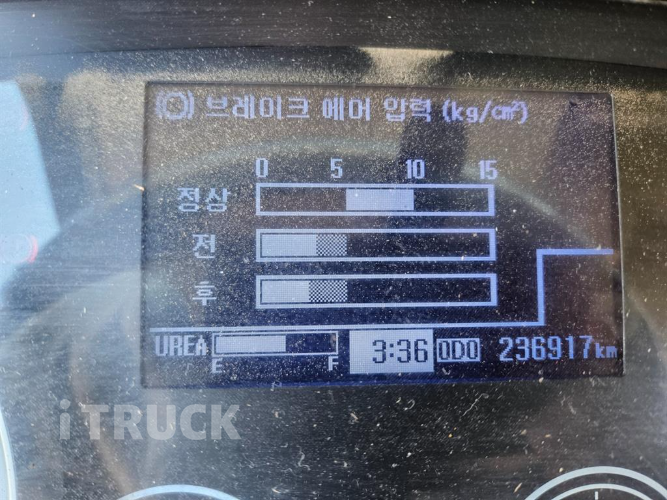 브레이크 에어 압력 (kg/cm²)
0 5 10 15
정상
전
후
UREA E F 3:36 ODO 236917km
iTRUCK